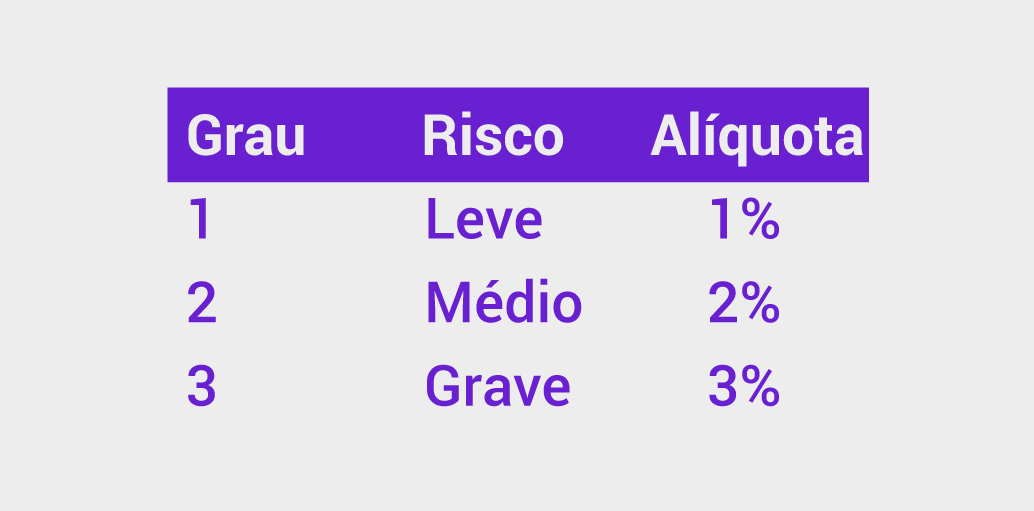 Grau Risco Alíquota
1 Leve 1%
2 Médio 2%
3 Grave 3%